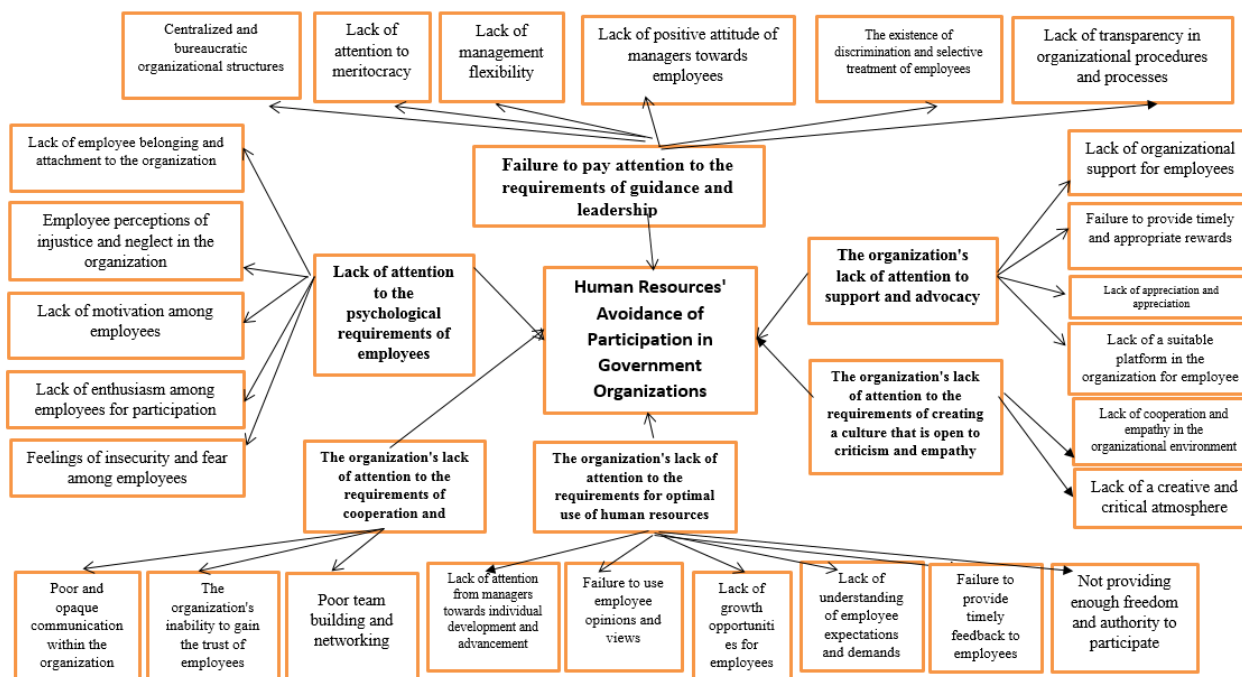 Centralized and
bureaucratic
organizational structures
Lack of
attention to
meritocracy
Lack of
management
flexibility
Lack of positive attitude of
managers towards
employees
The existence of
discrimination and selective
treatment of employees
Lack of transparency in
organizational procedures
and processes
Failure to pay attention to the
requirements of guidance and
leadership
Lack of employee belonging and
attachment to the organization
Employee perceptions of
injustice and neglect in the
organization
Lack of motivation among
employees
Lack of enthusiasm among
employees for participation
Feelings of insecurity and fear
among employees
Lack of attention
to the
psychological
requirements of
employees
Human Resources'
Avoidance of
Participation in
Government
Organizations
The organization's
lack of attention to
support and advocacy
Lack of organizational
support for employees
Failure to provide timely
and appropriate rewards
Lack of appreciation and
appreciation
Lack of a suitable
platform in the
organization for employee
The organization's lack
of attention to the
requirements of creating
a culture that is open to
criticism and empathy
Lack of cooperation and
empathy in the
organizational environment
Lack of a creative and
critical atmosphere
The organization's lack
of attention to the
requirements of
cooperation and
The organization's lack of
attention to the
requirements for optimal
use of human resources
Poor and
opaque
communication
within the
organization
The
organization's
inability to gain
the trust of
employees
Poor team
building and
networking
Lack of attention
from managers
towards individual
development and
advancement
Failure to use
employee
opinions and
views
Lack of
growth
opportuniti
es for
employees
Lack of
understanding
of employee
expectations
and demands
Failure to
provide
timely
feedback to
employees
Not providing
enough freedom
and authority to
participate